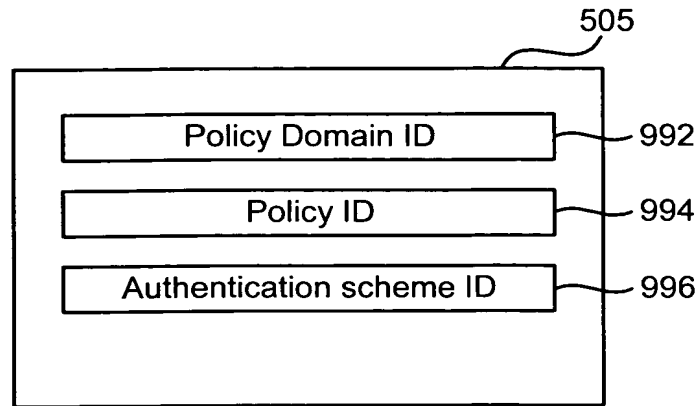 505
Policy Domain ID 992
Policy ID 994
Authentication scheme ID 996